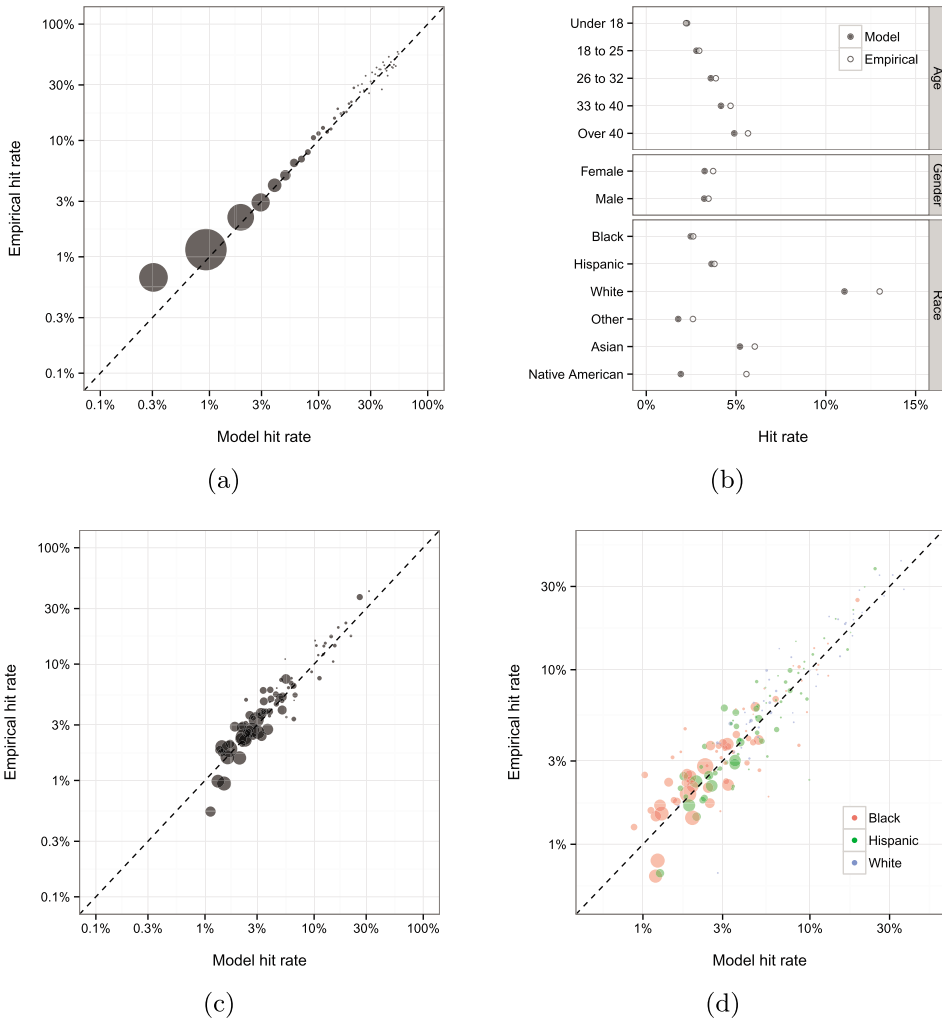 100%
30%
10%
3%
1%
0.3%
0.1%
Empirical hit rate
0.1% 0.3% 1% 3% 10% 30% 100%
Model hit rate
(a)
Under 18
18 to 25
26 to 32
33 to 40
Over 40
Model
Empirical
Age
Female
Male
Gender
Black
Hispanic
White
Other
Asian
Native American
Race
0% 5% 10% 15%
Hit rate
(b)
100%
30%
10%
3%
1%
0.3%
0.1%
Empirical hit rate
0.1% 0.3% 1% 3% 10% 30% 100%
Model hit rate
(c)
30%
10%
3%
1%
Empirical hit rate
Black
Hispanic
White
1% 3% 10% 30%
Model hit rate
(d)